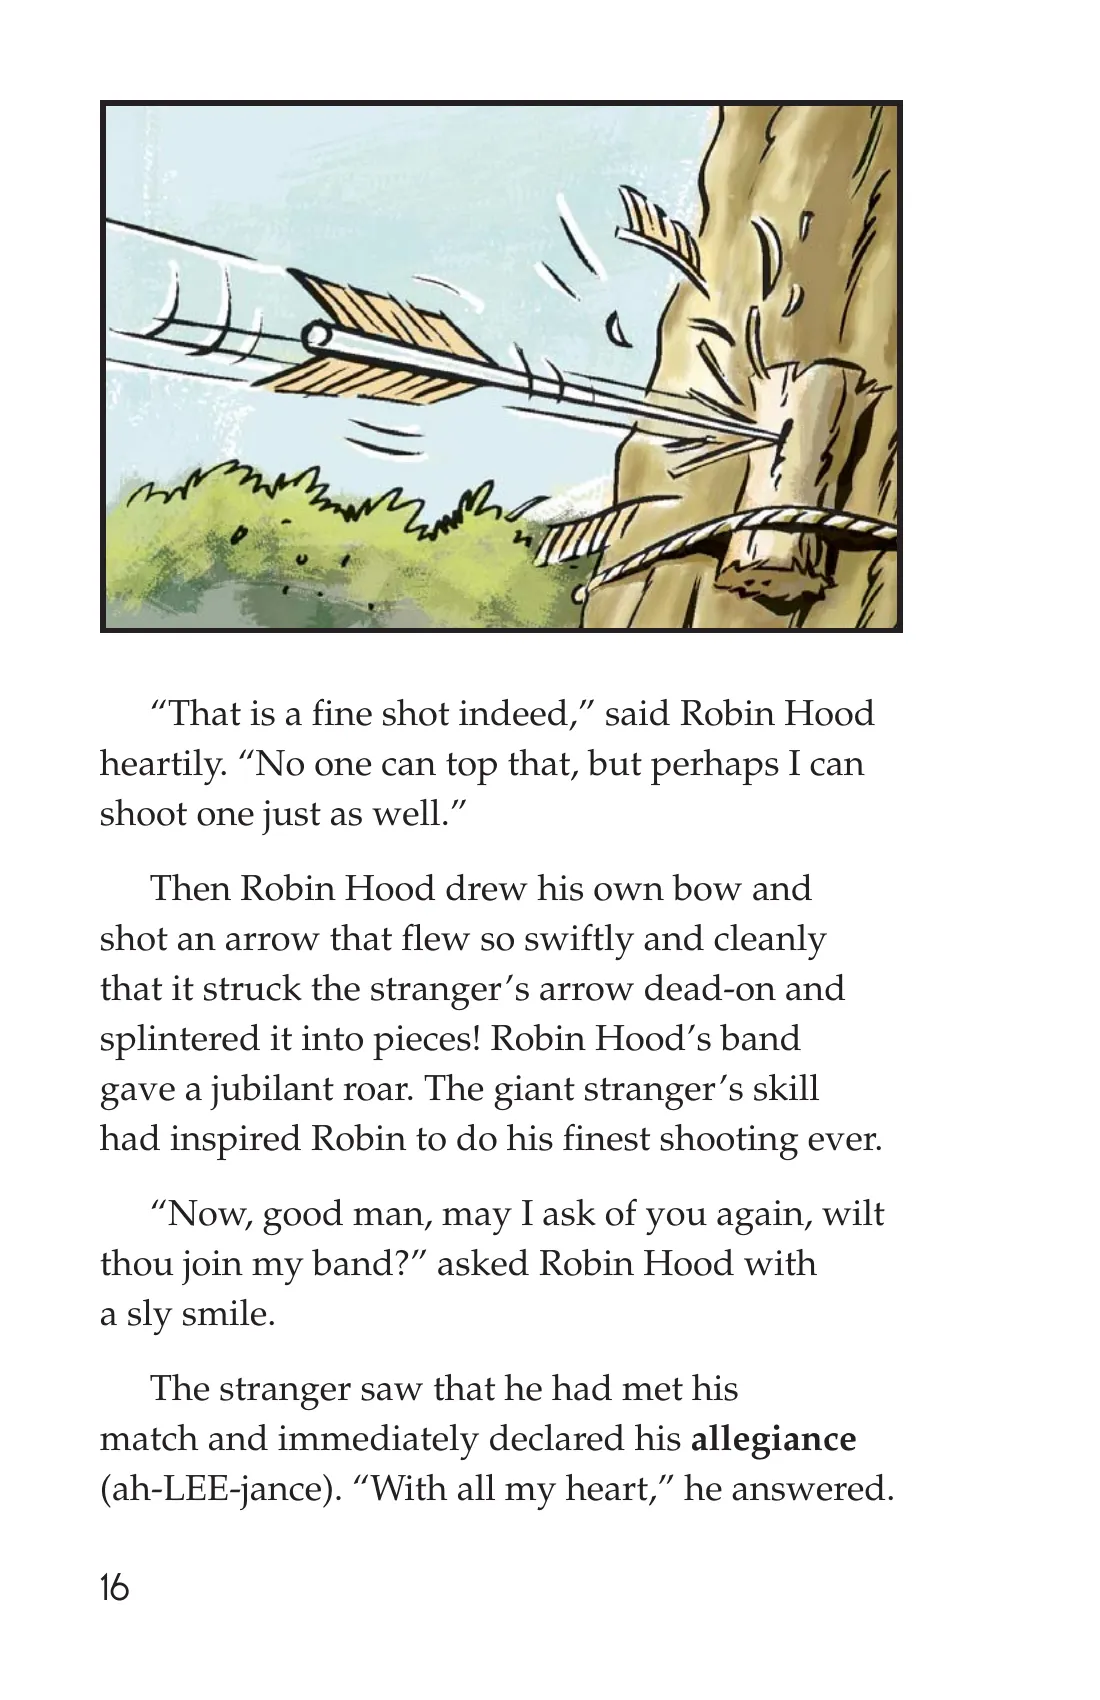 “That is a fine shot indeed,” said Robin Hood
heartily. “No one can top that, but perhaps I can
shoot one just as well.”
Then Robin Hood drew his own bow and
shot an arrow that flew so swiftly and cleanly
that it struck the stranger’s arrow dead-on and
splintered it into pieces! Robin Hood’s band
gave a jubilant roar. The giant stranger’s skill
had inspired Robin to do his finest shooting ever.
“Now, good man, may I ask of you again, wilt
thou join my band?” asked Robin Hood with
a sly smile.
The stranger saw that he had met his
match and immediately declared his allegiance
(ah-LEE-jance). “With all my heart,” he answered.
16